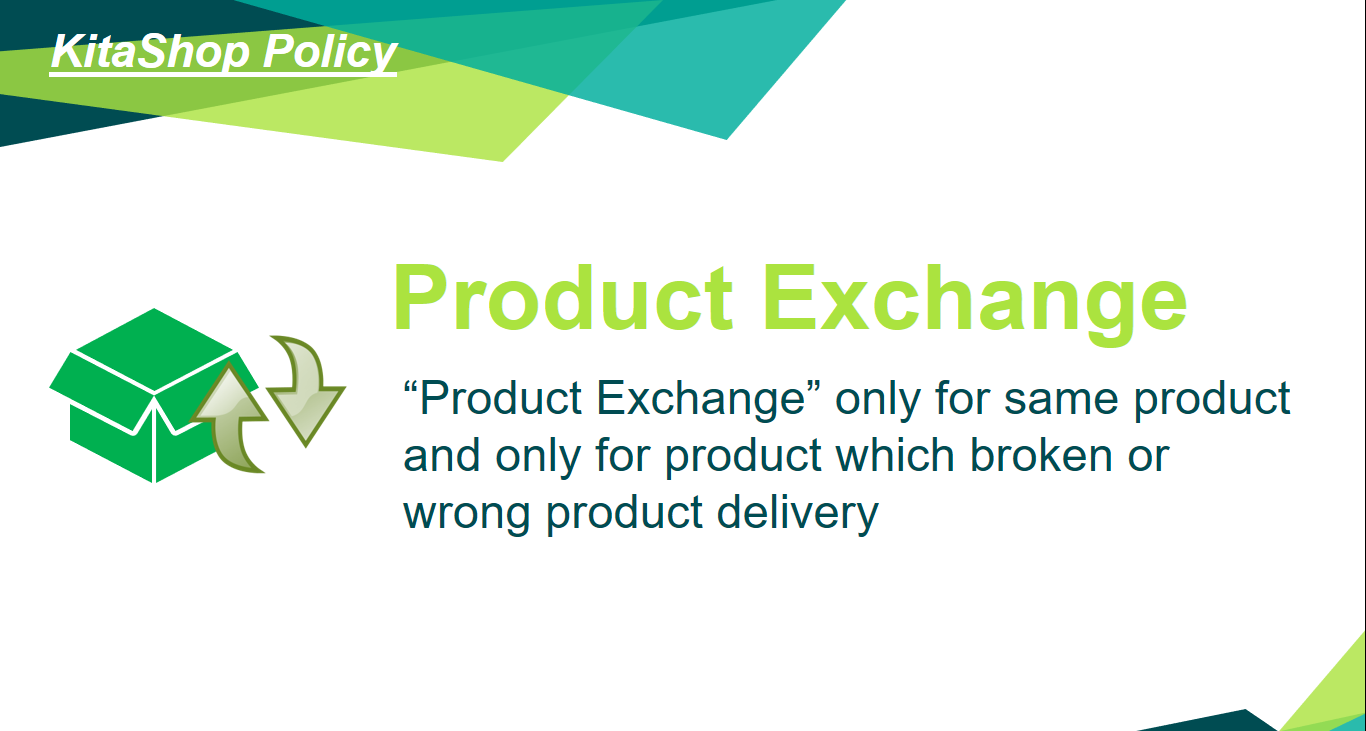 KitaShop Policy
Product Exchange
“Product Exchange” only for same product
and only for product which broken or
wrong product delivery